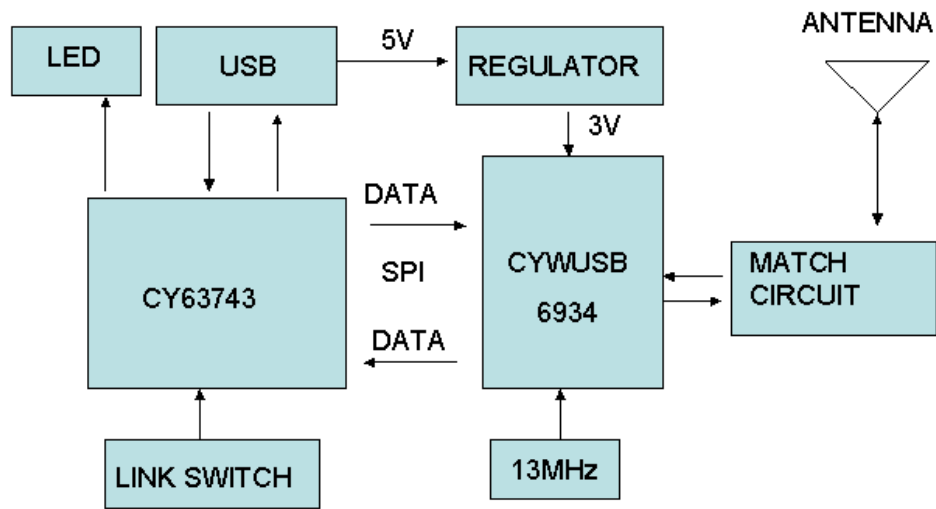 ANTENNA
5V
LED
USB
REGULATOR
3V
DATA
CYWUSB
6934
SPI
CY63743
MATCH
CIRCUIT
DATA
LINK SWITCH
13MHz